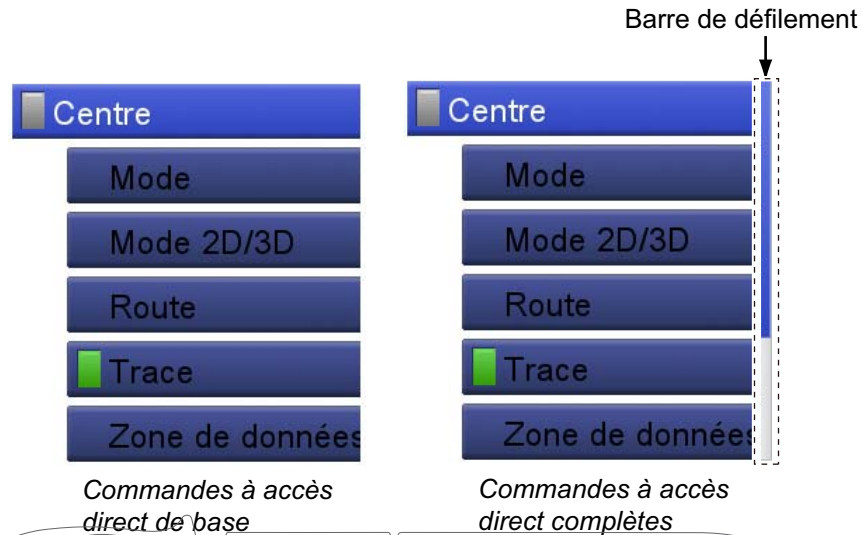 Barre de défilement
Centre
Mode
Mode 2D/3D
Route
Trace
Zone de données
Commandes à accès
direct de base
Centre
Mode
Mode 2D/3D
Route
Trace
Zone de données
Commandes à accès
direct complètes